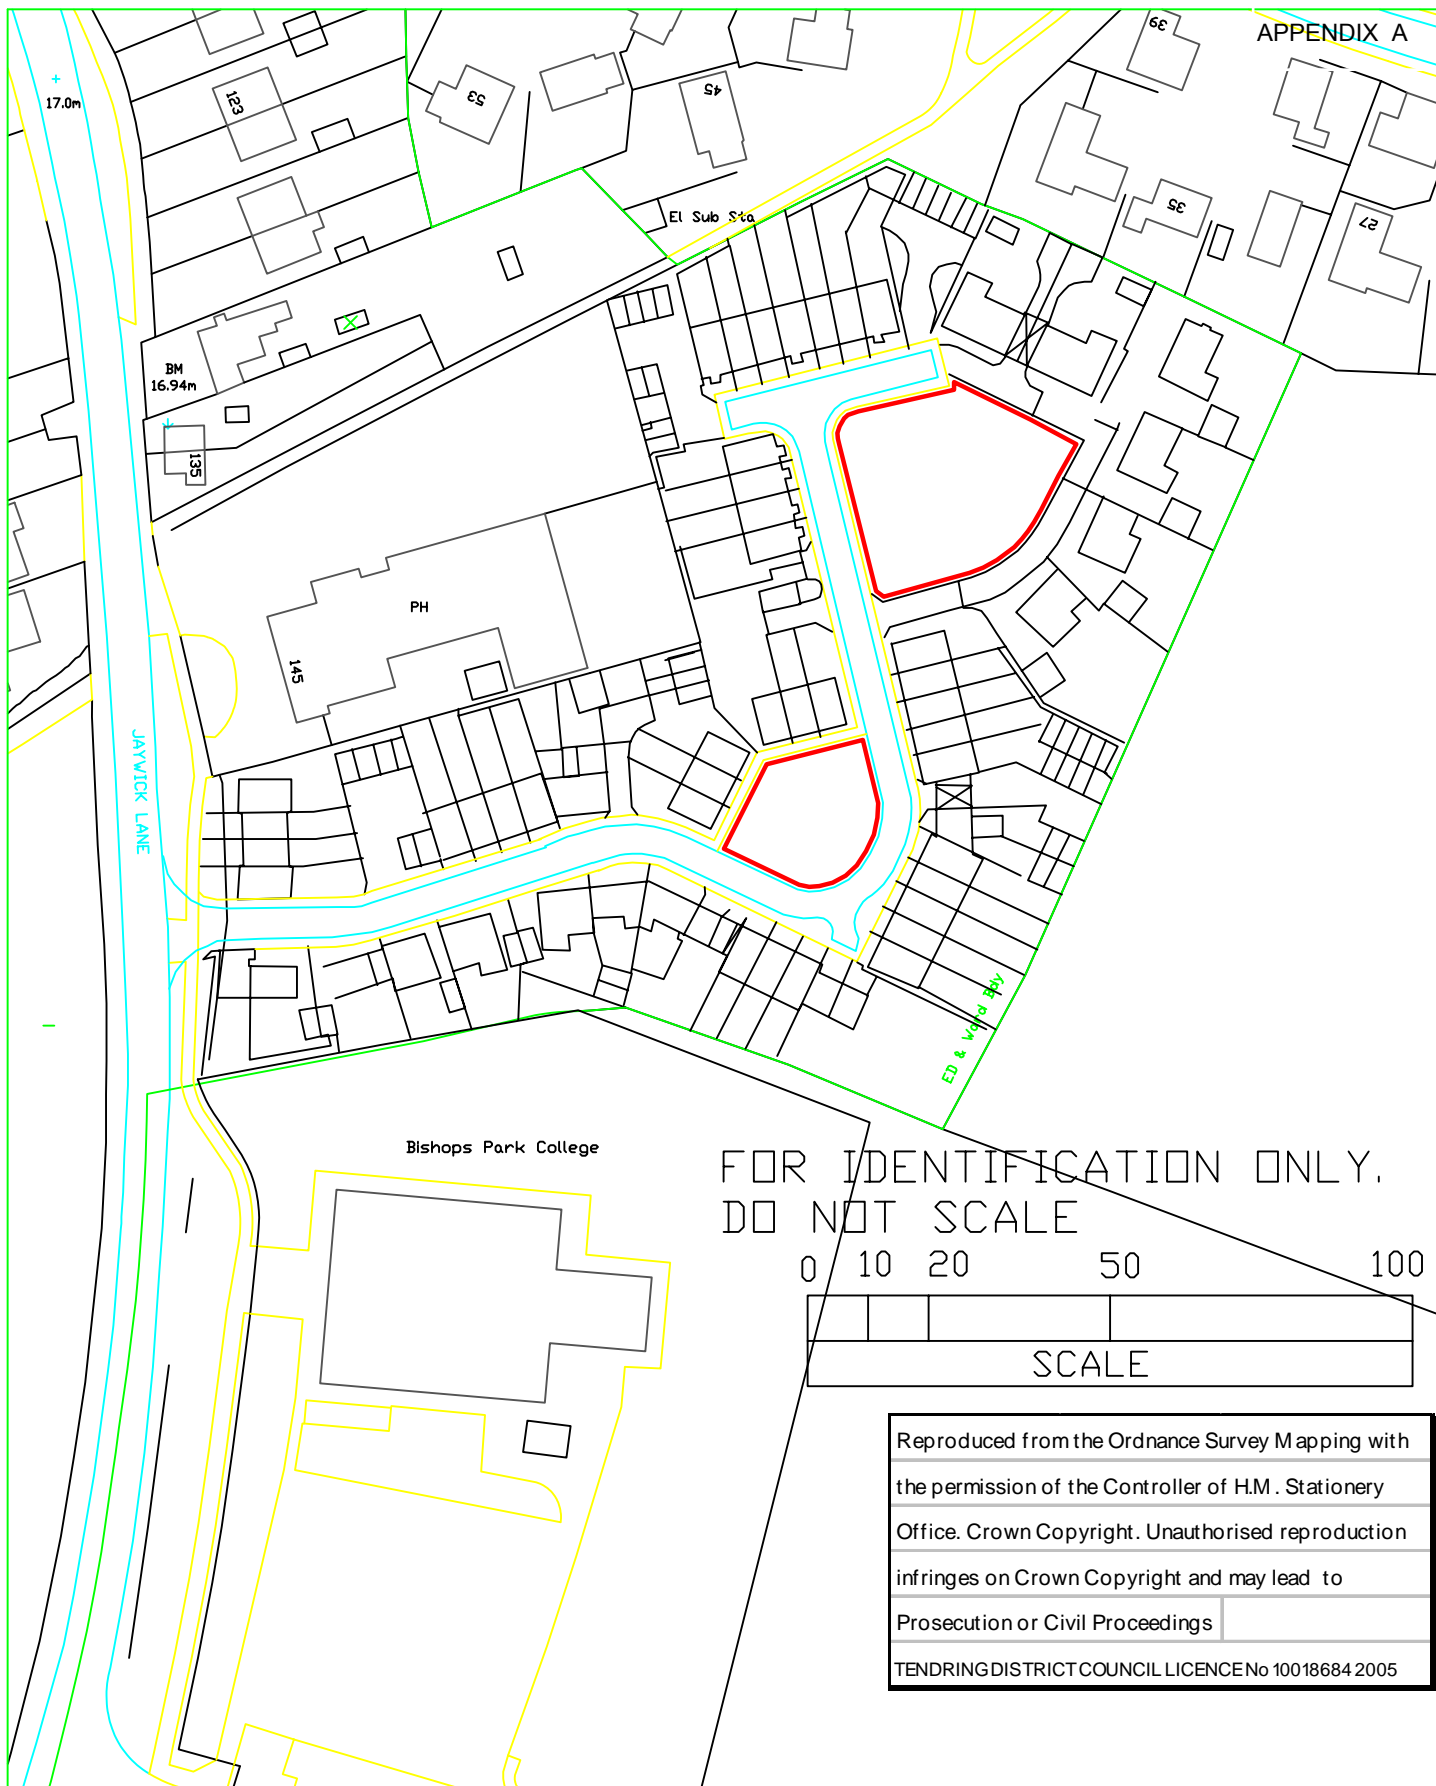 APPENDIX A
39
17.0m
123
53
45
El Sub Sta
35
27
BM
16.94m
135
PH
145
JAYWICK LANE
ED & Ward Bdy
Bishops Park College
FOR IDENTIFICATION ONLY.
DO NOT SCALE
0 10 20 50 100
SCALE
Reproduced from the Ordnance Survey Mapping with
the permission of the Controller of H.M. Stationery
Office. Crown Copyright. Unauthorised reproduction
infringes on Crown Copyright and may lead to
Prosecution or Civil Proceedings
TENDRING DISTRICT COUNCIL LICENCE No 10018684 2005